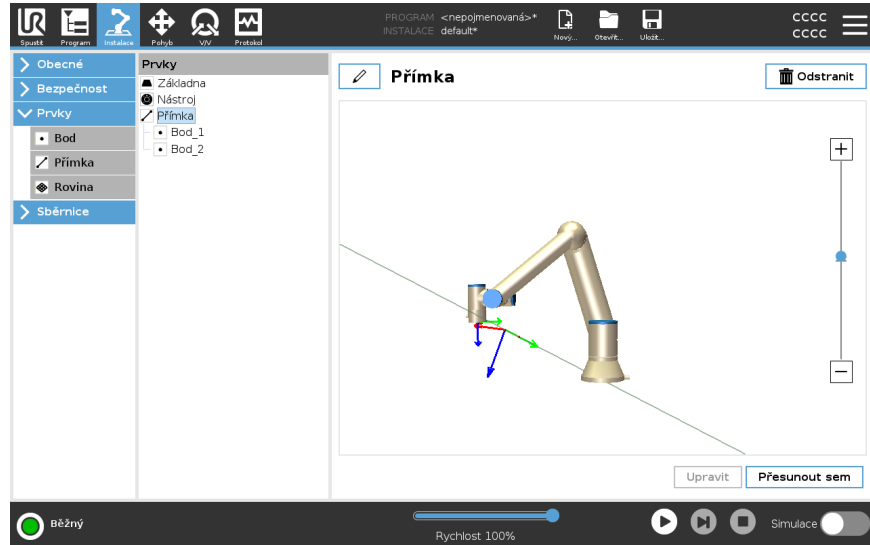 UR
Spustit Program Instalace Pohyb V/V Protokol
PROGRAM <nepojmenovaná>*
INSTALACE default*
Nový... Otevřít... Uložit...
CCCC
CCCC
Obecné
Bezpečnost
Prvky
Bod
Přímka
Rovina
Sběrnice
Prvky
Základna
Nástroj
Přímka
Bod_1
Bod_2
Přímka
Odstranit
+
−
Upravit Přesunout sem
Běžný
Rychlost 100%
Simulace